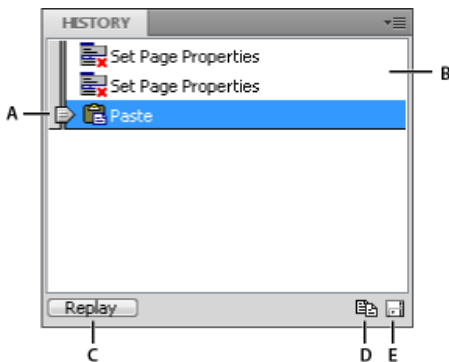 HISTORY
Set Page Properties
B
Set Page Properties
A
Paste
Replay
C
D
E